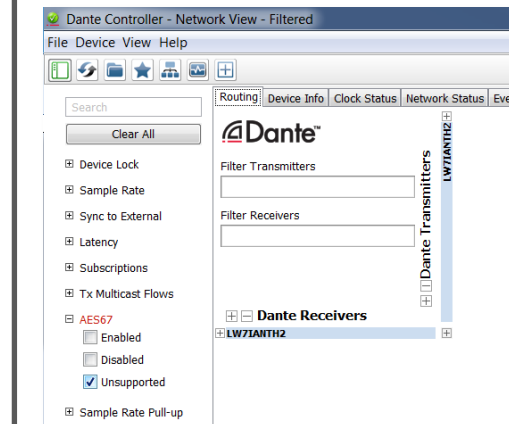 Dante Controller - Network View - Filtered
File Device View Help
Search
Clear All
Device Lock
Sample Rate
Sync to External
Latency
Subscriptions
Tx Multicast Flows
AES67
Enabled
Disabled
Unsupported
Sample Rate Pull-up
Routing Device Info Clock Status Network Status Eve
Dante™
Filter Transmitters
Filter Receivers
Dante Transmitters
LW7IANTH2
Dante Receivers
LW7IANTH2